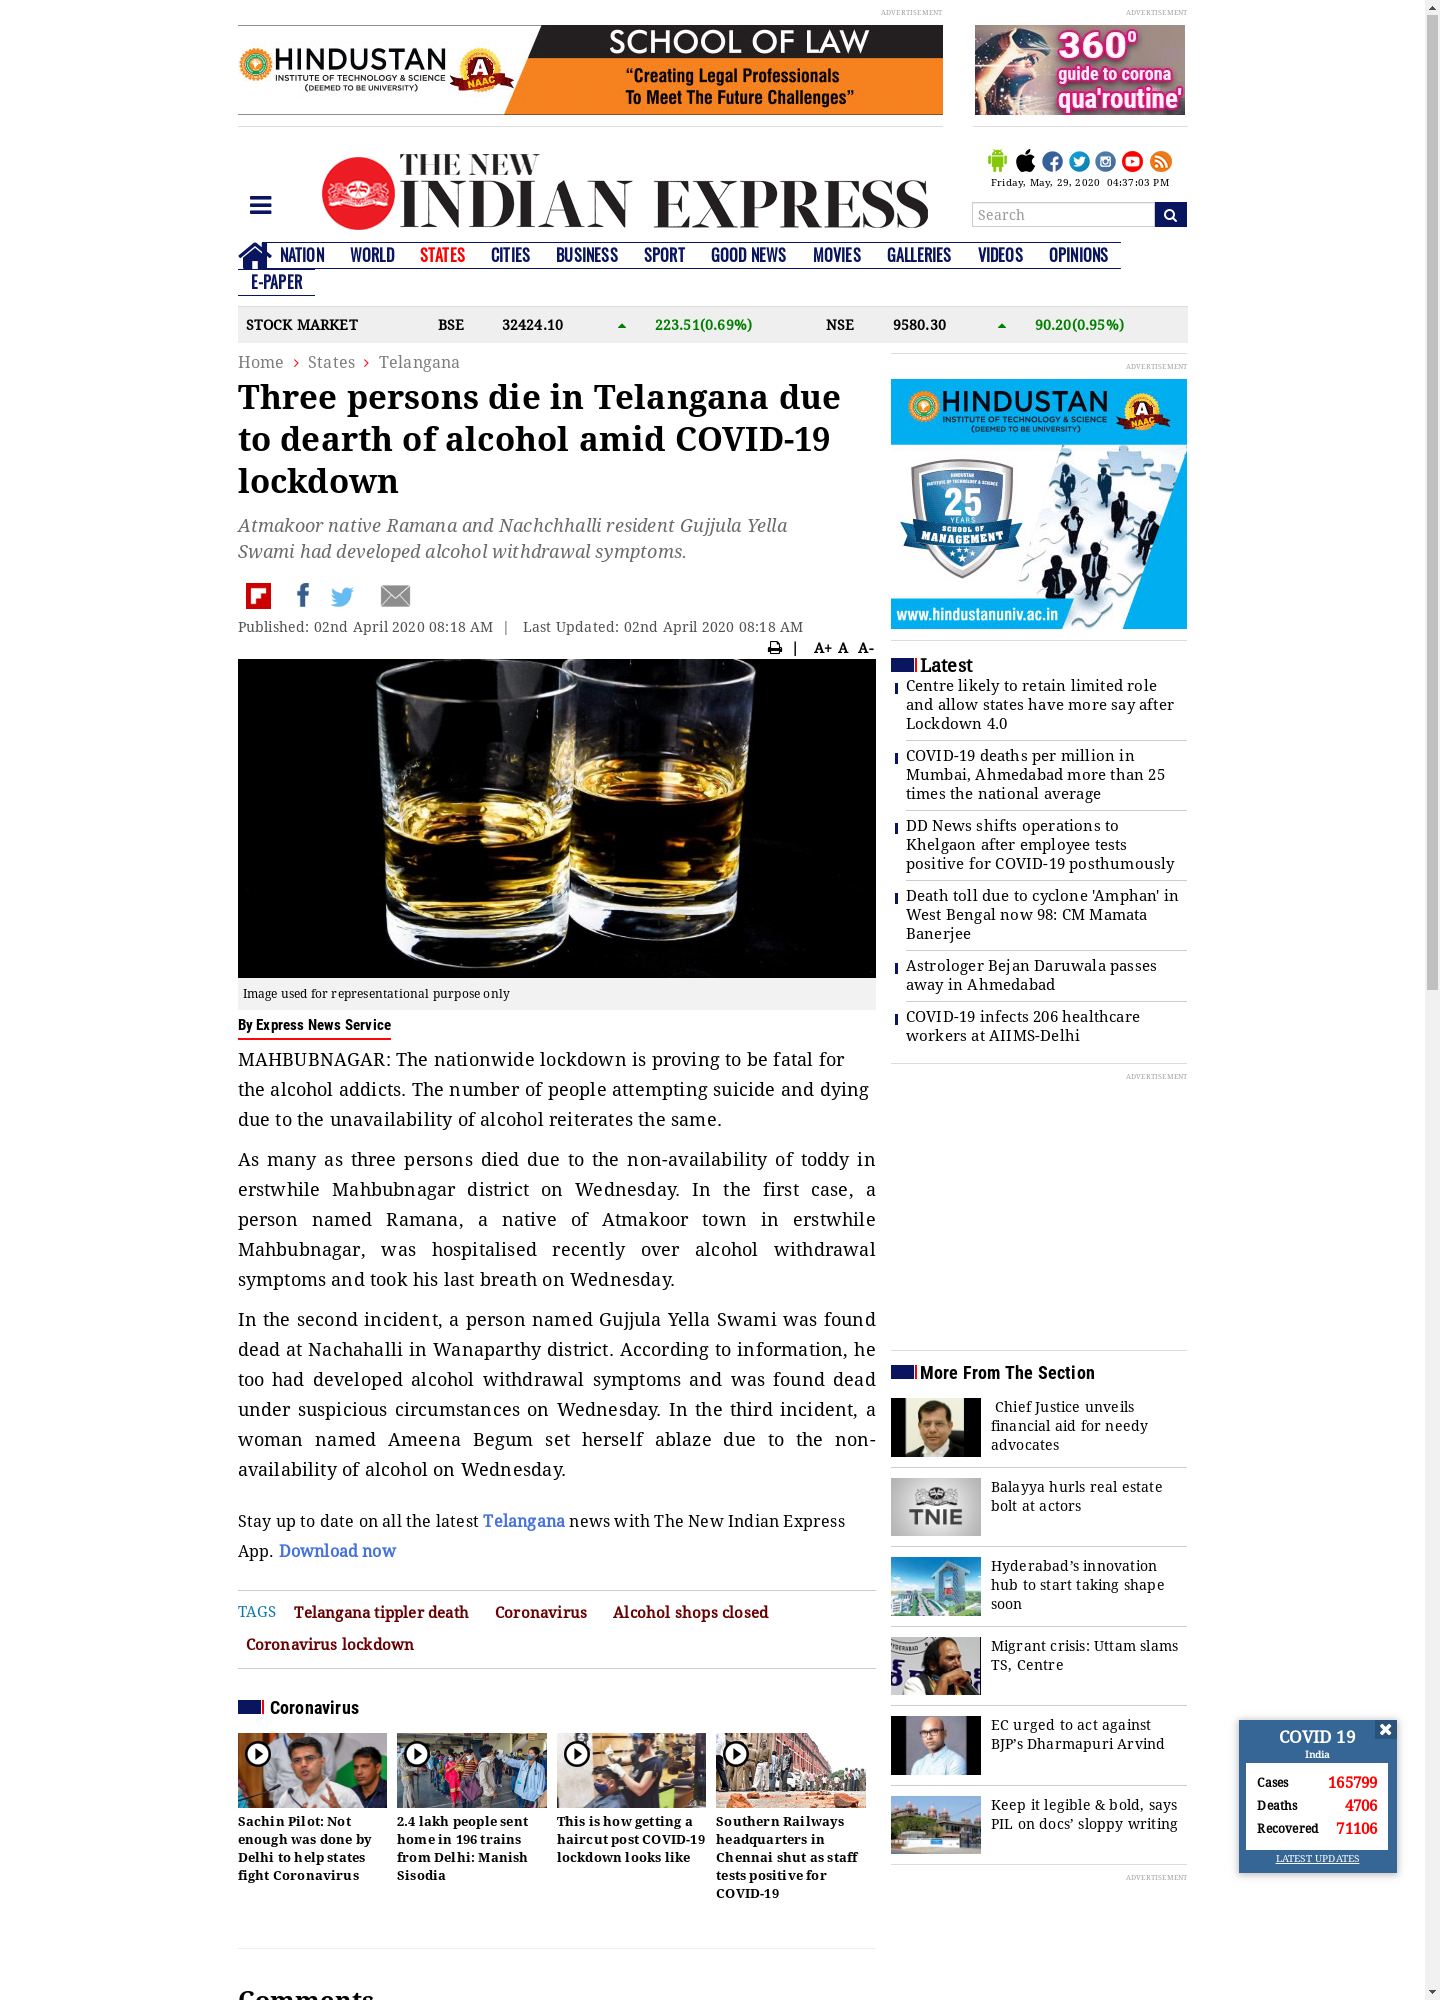 ADVERTISEMENT
ADVERTISEMENT
HINDUSTAN
INSTITUTE OF TECHNOLOGY & SCIENCE
(DEEMED TO BE UNIVERSITY)
A
NAAC
SCHOOL OF LAW
“Creating Legal Professionals
To Meet The Future Challenges”
360°
guide to corona
qua'routine'
THE NEW
INDIAN EXPRESS
Friday, May, 29, 2020 04:37:03 PM
Search
NATION WORLD STATES CITIES BUSINESS SPORT GOOD NEWS MOVIES GALLERIES VIDEOS OPINIONS
E-PAPER
STOCK MARKET BSE 32424.10 223.51(0.69%) NSE 9580.30 90.20(0.95%)
Home States Telangana
Three persons die in Telangana due
to dearth of alcohol amid COVID-19
lockdown
Atmakoor native Ramana and Nachchhalli resident Gujjula Yella
Swami had developed alcohol withdrawal symptoms.
Published: 02nd April 2020 08:18 AM | Last Updated: 02nd April 2020 08:18 AM
| A+ A A-
Image used for representational purpose only
By Express News Service
MAHBUBNAGAR: The nationwide lockdown is proving to be fatal for
the alcohol addicts. The number of people attempting suicide and dying
due to the unavailability of alcohol reiterates the same.
As many as three persons died due to the non-availability of toddy in
erstwhile Mahbubnagar district on Wednesday. In the first case, a
person named Ramana, a native of Atmakoor town in erstwhile
Mahbubnagar, was hospitalised recently over alcohol withdrawal
symptoms and took his last breath on Wednesday.
In the second incident, a person named Gujjula Yella Swami was found
dead at Nachahalli in Wanaparthy district. According to information, he
too had developed alcohol withdrawal symptoms and was found dead
under suspicious circumstances on Wednesday. In the third incident, a
woman named Ameena Begum set herself ablaze due to the non-
availability of alcohol on Wednesday.
Stay up to date on all the latest Telangana news with The New Indian Express
App. Download now
TAGS Telangana tippler death Coronavirus Alcohol shops closed
Coronavirus lockdown
Coronavirus
Sachin Pilot: Not
enough was done by
Delhi to help states
fight Coronavirus
2.4 lakh people sent
home in 196 trains
from Delhi: Manish
Sisodia
This is how getting a
haircut post COVID-19
lockdown looks like
Southern Railways
headquarters in
Chennai shut as staff
tests positive for
COVID-19
Comments
ADVERTISEMENT
HINDUSTAN
INSTITUTE OF TECHNOLOGY & SCIENCE
(DEEMED TO BE UNIVERSITY)
A
NAAC
HINDUSTAN
INSTITUTE OF TECHNOLOGY & SCIENCE
25
YEARS
SCHOOL OF
MANAGEMENT
www.hindustanuniv.ac.in
Latest
Centre likely to retain limited role
and allow states have more say after
Lockdown 4.0
COVID-19 deaths per million in
Mumbai, Ahmedabad more than 25
times the national average
DD News shifts operations to
Khelgaon after employee tests
positive for COVID-19 posthumously
Death toll due to cyclone 'Amphan' in
West Bengal now 98: CM Mamata
Banerjee
Astrologer Bejan Daruwala passes
away in Ahmedabad
COVID-19 infects 206 healthcare
workers at AIIMS-Delhi
ADVERTISEMENT
More From The Section
Chief Justice unveils
financial aid for needy
advocates
TNIE
Balayya hurls real estate
bolt at actors
Hyderabad’s innovation
hub to start taking shape
soon
Migrant crisis: Uttam slams
TS, Centre
EC urged to act against
BJP’s Dharmapuri Arvind
Keep it legible & bold, says
PIL on docs’ sloppy writing
ADVERTISEMENT
COVID 19
India
Cases 165799
Deaths 4706
Recovered 71106
LATEST UPDATES